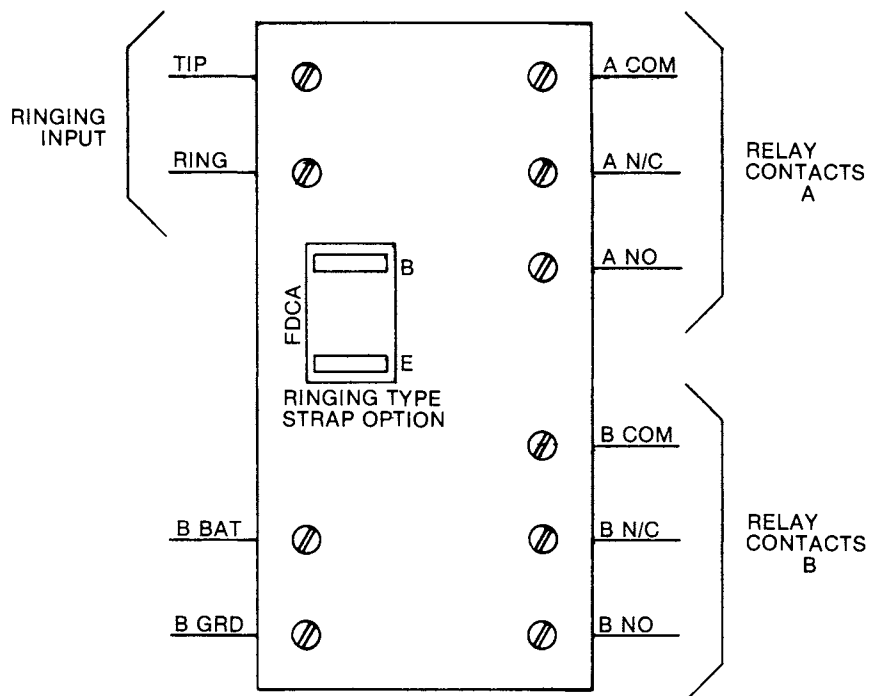 TIP
RINGING
INPUT
RING
A COM
A N/C
A NO
RELAY
CONTACTS
A
FDCA
B
E
RINGING TYPE
STRAP OPTION
B COM
B BAT
B N/C
B GRD
B NO
RELAY
CONTACTS
B